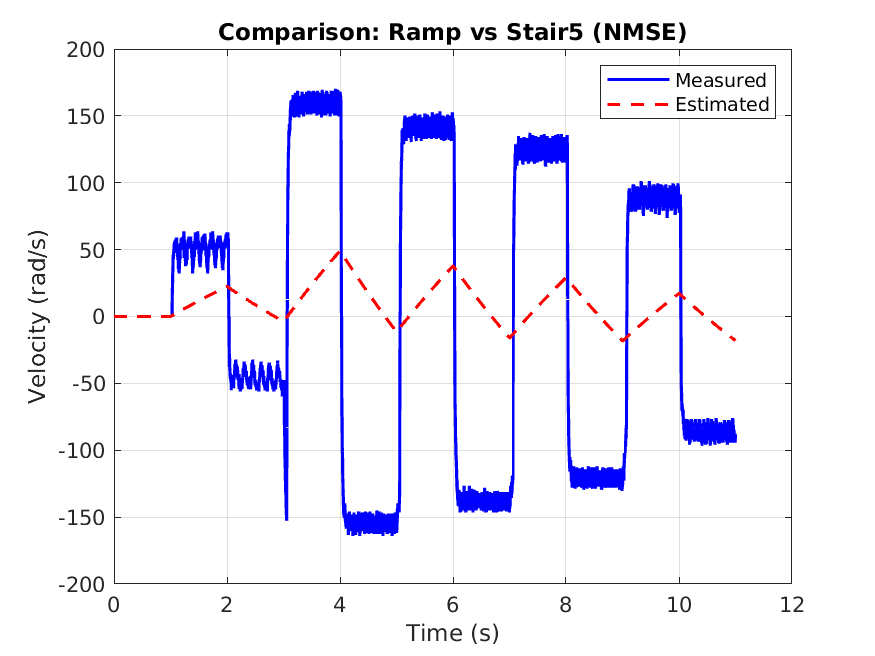 Comparison: Ramp vs Stair5 (NMSE)
Measured
Estimated
Velocity (rad/s)
200
150
100
50
0
-50
-100
-150
-200
0 2 4 6 8 10 12
Time (s)